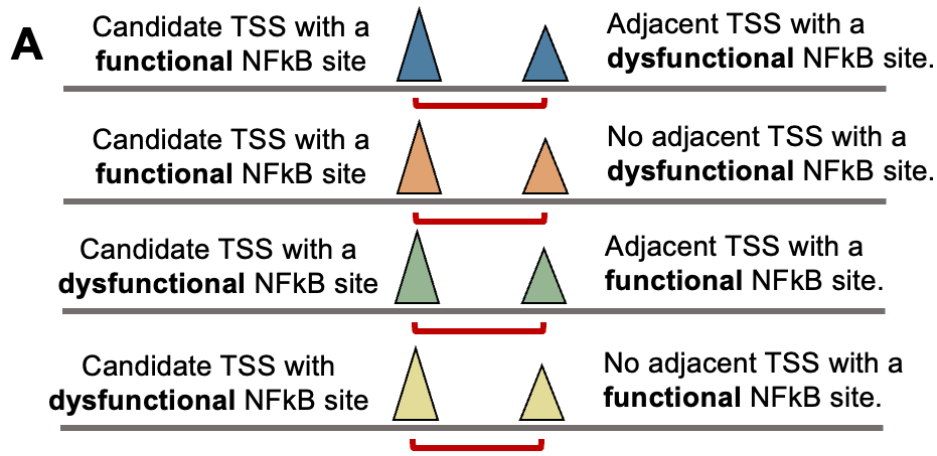 A
Candidate TSS with a
functional NFkB site
Adjacent TSS with a
dysfunctional NFkB site.
Candidate TSS with a
functional NFkB site
No adjacent TSS with a
dysfunctional NFkB site.
Candidate TSS with a
dysfunctional NFkB site
Adjacent TSS with a
functional NFkB site.
Candidate TSS with
dysfunctional NFkB site
No adjacent TSS with a
functional NFkB site.